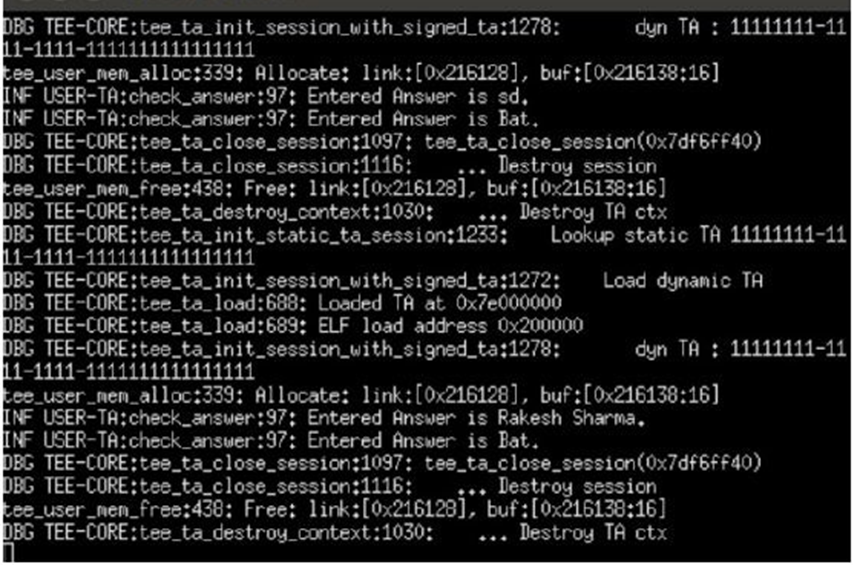 DBG TEE-CORE:tee_ta_init_session_with_signed_ta:1278: dyn TA : 11111111-11
11-1111-1111111111111111
tee_user_mem_alloc:339: Allocate: link:[0x216128], buf:[0x216138:16]
INF USER-TA:check_answer:97: Entered Answer is sd.
INF USER-TA:check_answer:97: Entered Answer is Bat.
DBG TEE-CORE:tee_ta_close_session:1097: tee_ta_close_session(0x7df6ff40)
DBG TEE-CORE:tee_ta_close_session:1116: ... Destroy session
tee_user_mem_free:438: Free: link:[0x216128], buf:[0x216138:16]
DBG TEE-CORE:tee_ta_destroy_context:1030: ... Destroy TA ctx
DBG TEE-CORE:tee_ta_init_static_ta_session:1233: Lookup static TA 11111111-11
11-1111-1111111111111111
DBG TEE-CORE:tee_ta_init_session_with_signed_ta:1272: Load dynamic TA
DBG TEE-CORE:tee_ta_load:688: Loaded TA at 0x7e000000
DBG TEE-CORE:tee_ta_load:689: ELF load address 0x200000
DBG TEE-CORE:tee_ta_init_session_with_signed_ta:1278: dyn TA : 11111111-11
11-1111-1111111111111111
tee_user_mem_alloc:339: Allocate: link:[0x216128], buf:[0x216138:16]
INF USER-TA:check_answer:97: Entered Answer is Rakesh Sharma.
INF USER-TA:check_answer:97: Entered Answer is Bat.
DBG TEE-CORE:tee_ta_close_session:1097: tee_ta_close_session(0x7df6ff40)
DBG TEE-CORE:tee_ta_close_session:1116: ... Destroy session
tee_user_mem_free:438: Free: link:[0x216128], buf:[0x216138:16]
DBG TEE-CORE:tee_ta_destroy_context:1030: ... Destroy TA ctx